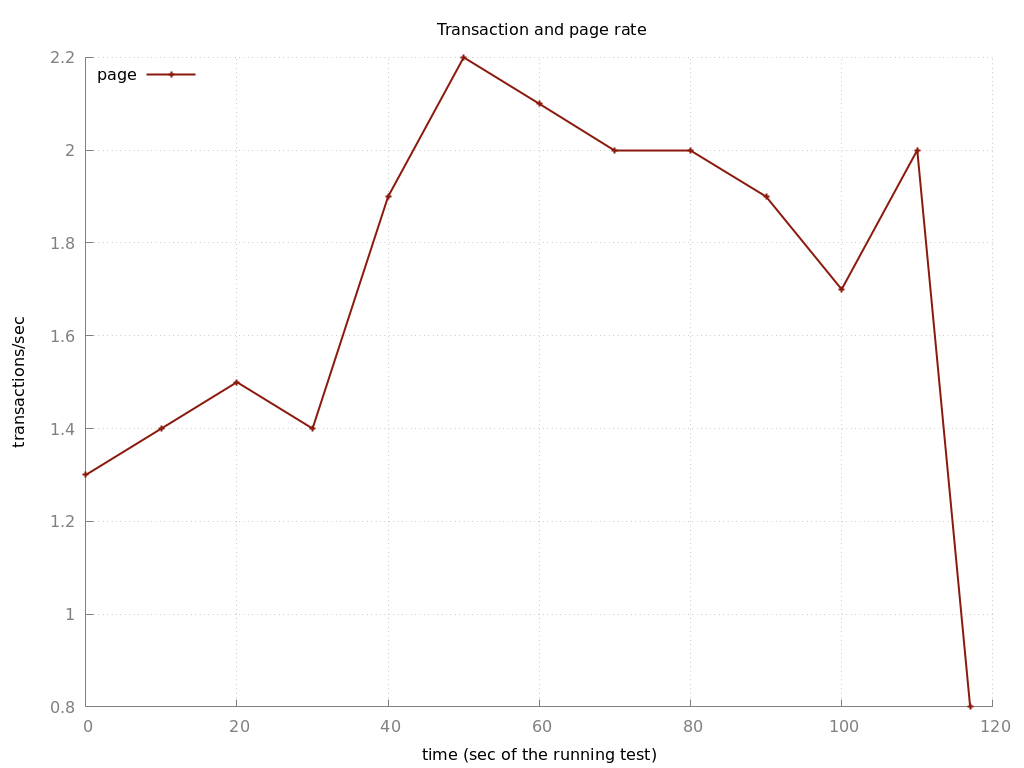 Transaction and page rate
page
2.2
2
1.8
1.6
1.4
1.2
1
0.8
transactions/sec
0 20 40 60 80 100 120
time (sec of the running test)